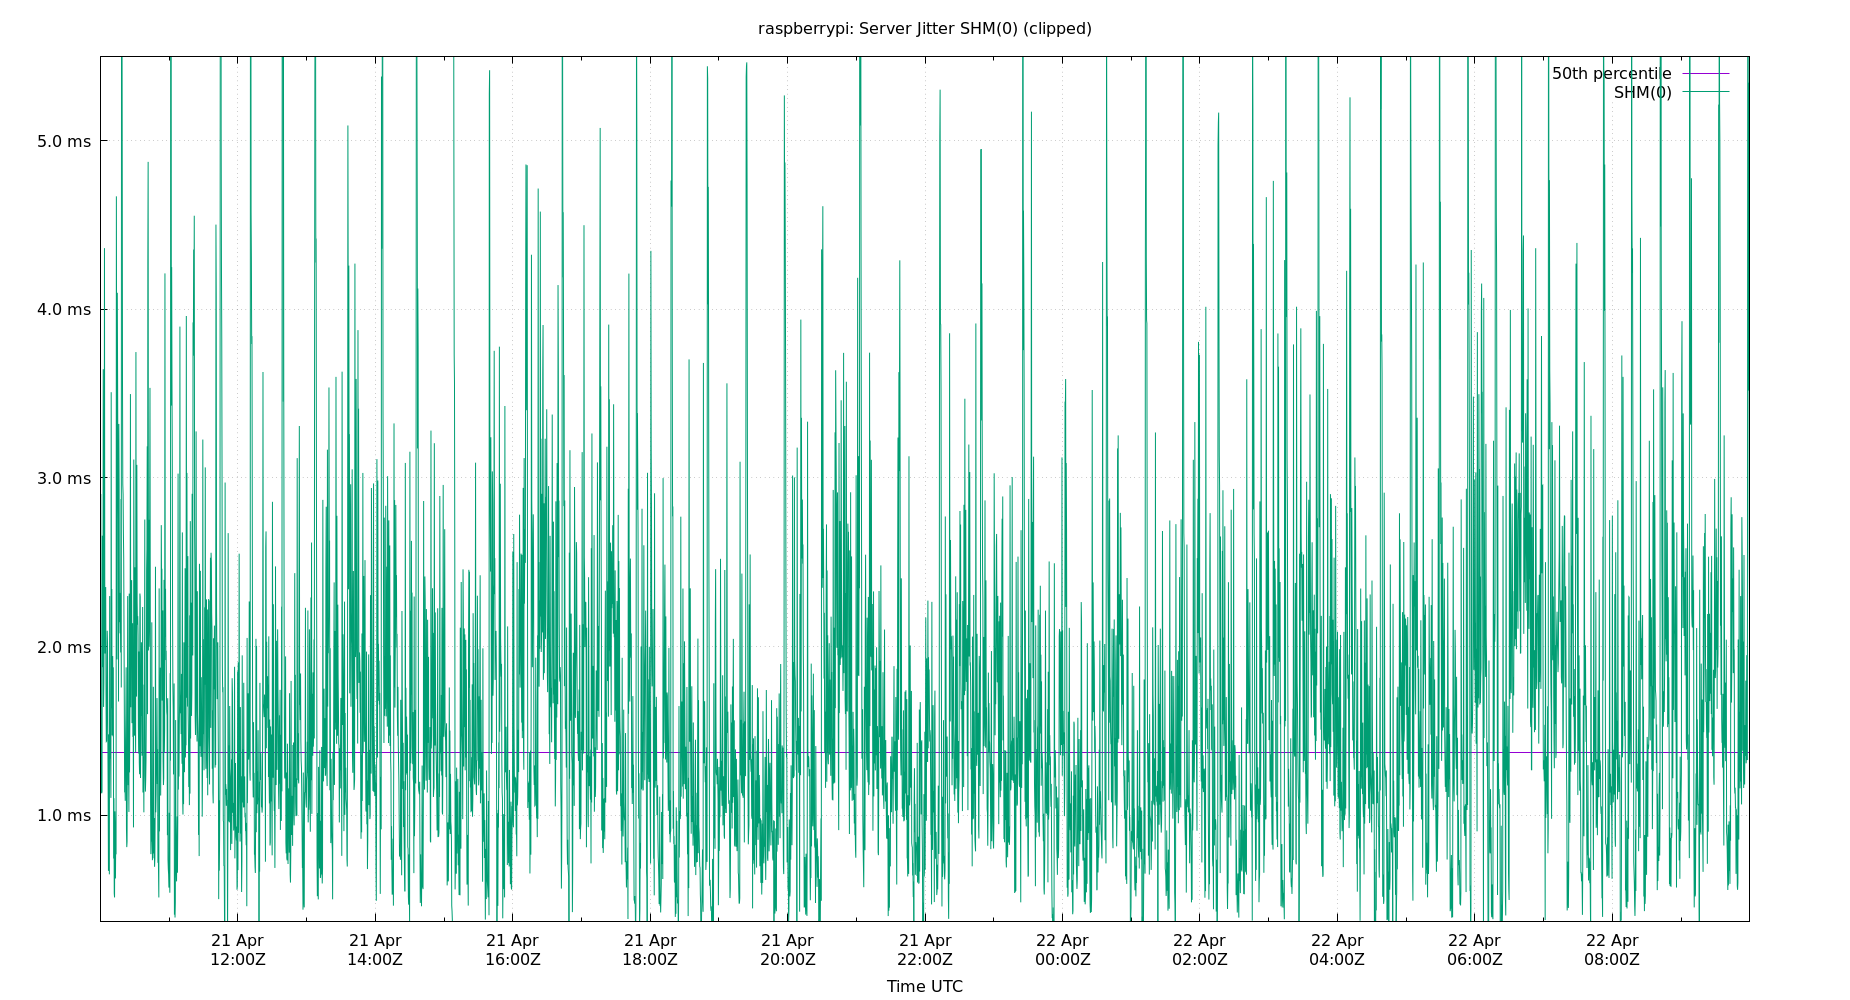 raspberrypi: Server Jitter SHM(0) (clipped)
50th percentile
SHM(0)
5.0 ms
4.0 ms
3.0 ms
2.0 ms
1.0 ms
21 Apr 21 Apr 21 Apr 21 Apr 21 Apr 21 Apr 22 Apr 22 Apr 22 Apr 22 Apr 22 Apr
12:00Z 14:00Z 16:00Z 18:00Z 20:00Z 22:00Z 00:00Z 02:00Z 04:00Z 06:00Z 08:00Z
Time UTC